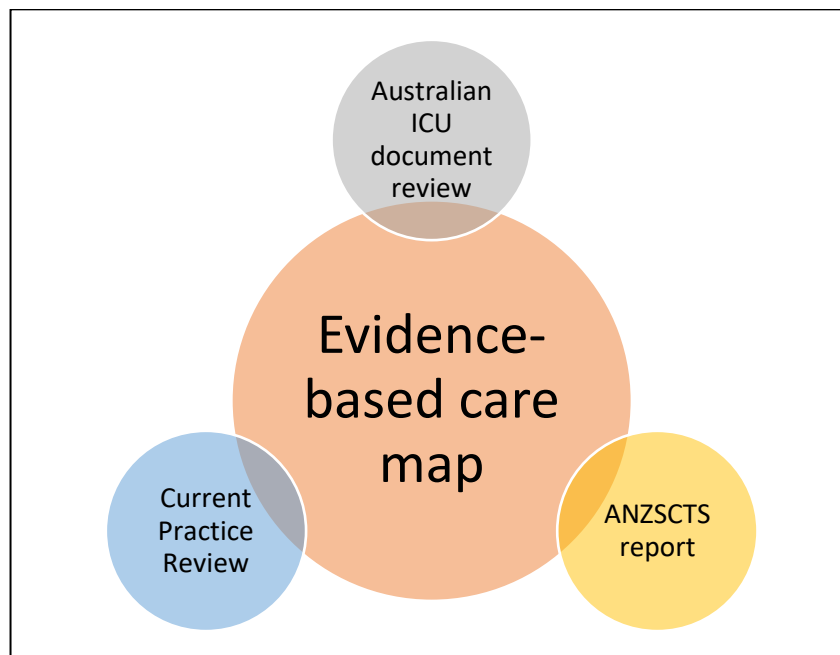 Australian
ICU
document
review
Evidence-
based care
map
Current
Practice
Review
ANZSCTS
report